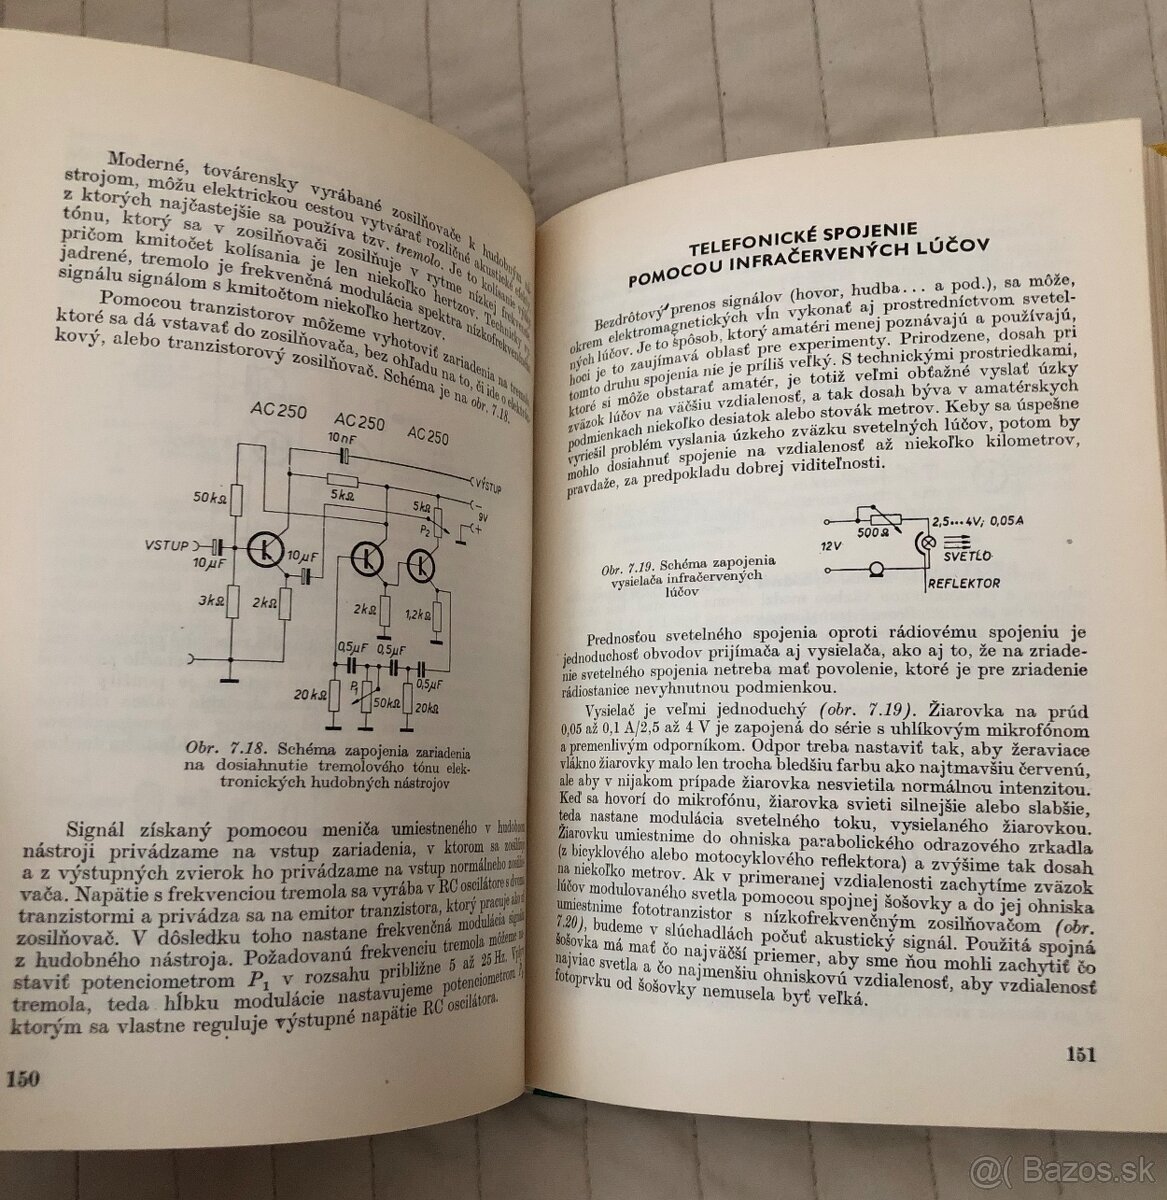 Moderné, továrensky vyrábané zosilňovače k hudobným
strojom, môžu elektrickou cestou vytvárať rozličné akustické
z ktorých najčastejšie sa používa tzv. tremolo. Je to kolísanie
tónu, ktorý sa v zosilňovači zosilňuje v rytme nízkej frekvencie
pričom kmitočet kolísania je len niekoľko hertzov. Technicky
jadrené, tremolo je frekvenčná modulácia spektra nízkofrekvenčného
signálu signálom s kmitočtom niekoľko hertzov.
Pomocou tranzistorov môžeme vyhotoviť zariadenia na tremolo
ktoré sa dá vstavať do zosilňovača, bez ohľadu na to, či ide o
kový, alebo tranzistorový zosilňovač. Schéma je na obr. 7.18.
AC 250 AC 250 AC 250
10 nF
VÝSTUP
50kΩ
5kΩ
5kΩ
−
9V
+
P2
VSTUP
10µF
10µF
3kΩ
2kΩ
2kΩ
1,2kΩ
0,5µF 0,5µF
0,5µF
20kΩ
P1
50kΩ
20kΩ
Obr. 7.18. Schéma zapojenia zariadenia
na dosiahnutie tremolového tónu elek-
tronických hudobných nástrojov
Signál získaný pomocou meniča umiestneného v hudobnom
nástroji privádzame na vstup zariadenia, v ktorom sa zosilňuje
a z výstupných zvierok ho privádzame na vstup normálneho zosilňo-
vača. Napätie s frekvenciou tremola sa vyrába v RC oscilátore s dvoma
tranzistormi a privádza sa na emitor tranzistora, ktorý pracuje ako
zosilňovač. V dôsledku toho nastane frekvenčná modulácia signálu
z hudobného nástroja. Požadovanú frekvenciu tremola môžeme
staviť potenciometrom P1 v rozsahu približne 5 až 25 Hz.
tremola, teda hĺbku modulácie nastavujeme potenciometrom
ktorým sa vlastne reguluje výstupné napätie RC oscilátora.
150
TELEFONICKÉ SPOJENIE
POMOCOU INFRAČERVENÝCH LÚČOV
Bezdrôtový prenos signálov (hovor, hudba... a pod.), sa môže,
okrem elektromagnetických vĺn vykonať aj prostredníctvom svetel-
ných lúčov. Je to spôsob, ktorý amatéri menej poznávajú a používajú,
hoci je to zaujímavá oblasť pre experimenty. Prirodzene, dosah pri
tomto druhu spojenia nie je príliš veľký. S technickými prostriedkami,
ktoré si môže obstarať amatér, je totiž veľmi obťažné vyslať úzky
zväzok lúčov na väčšiu vzdialenosť, a tak dosah býva v amatérskych
podmienkach niekoľko desiatok alebo stovák metrov. Keby sa úspešne
vyriešil problém vyslania úzkeho zväzku svetelných lúčov, potom by
mohlo dosiahnuť spojenie na vzdialenosť až niekoľko kilometrov,
pravdaže, za predpokladu dobrej viditeľnosti.
500Ω
2,5...4V; 0,05A
12V
SVETLO
REFLEKTOR
Obr. 7.19. Schéma zapojenia
vysielača infračervených
lúčov
Prednosťou svetelného spojenia oproti rádiovému spojeniu je
jednoduchosť obvodov prijímača aj vysielača, ako aj to, že na zriade-
nie svetelného spojenia netreba mať povolenie, ktoré je pre zriadenie
rádiostanice nevyhnutnou podmienkou.
Vysielač je veľmi jednoduchý (obr. 7.19). Žiarovka na prúd
0,05 až 0,1 A/2,5 až 4 V je zapojená do série s uhlíkovým mikrofónom
a premenlivým odporníkom. Odpor treba nastaviť tak, aby žeraviace
vlákno žiarovky malo len trocha bledšiu farbu ako najtmavšiu červenú,
ale aby v nijakom prípade žiarovka nesvietila normálnou intenzitou.
Keď sa hovorí do mikrofónu, žiarovka svieti silnejšie alebo slabšie,
teda nastane modulácia svetelného toku, vysielaného žiarovkou.
Žiarovku umiestnime do ohniska parabolického odrazového zrkadla
(z bicyklového alebo motocyklového reflektora) a zvýšime tak dosah
na niekoľko metrov. Ak v primeranej vzdialenosti zachytíme zväzok
lúčov modulovaného svetla pomocou spojnej šošovky a do jej ohniska
umiestnime fototranzistor s nízkofrekvenčným zosilňovačom (obr.
7.20), budeme v slúchadlách počuť akustický signál. Použitá spojná
šošovka má mať čo najväčší priemer, aby sme ňou mohli zachytiť čo
najviac svetla a čo najmenšiu ohniskovú vzdialenosť, aby vzdialenosť
fotoprvku od šošovky nemusela byť veľká.
151
@( Bazos.sk